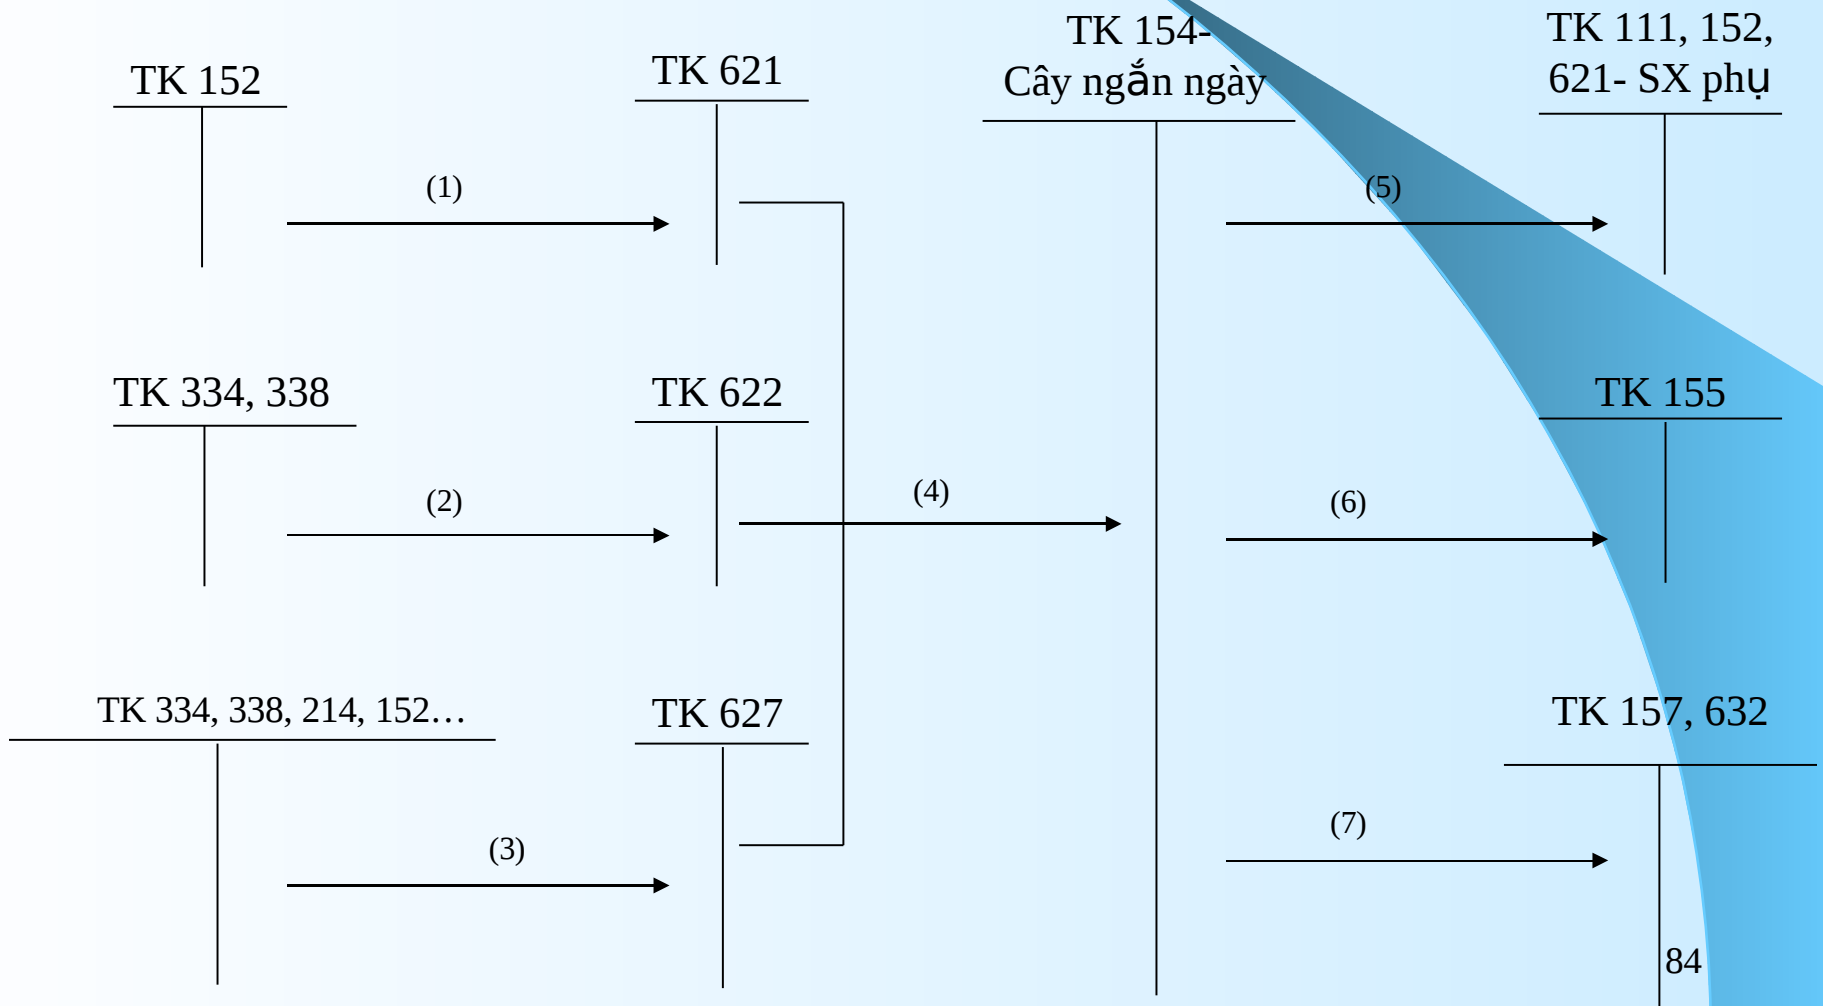 TK 154-
Cây ngắn ngày
TK 111, 152,
621- SX phụ
TK 152
TK 621
(1)
(5)
TK 334, 338
TK 622
TK 155
(2)
(4)
(6)
TK 334, 338, 214, 152…
TK 627
TK 157, 632
(3)
(7)
84